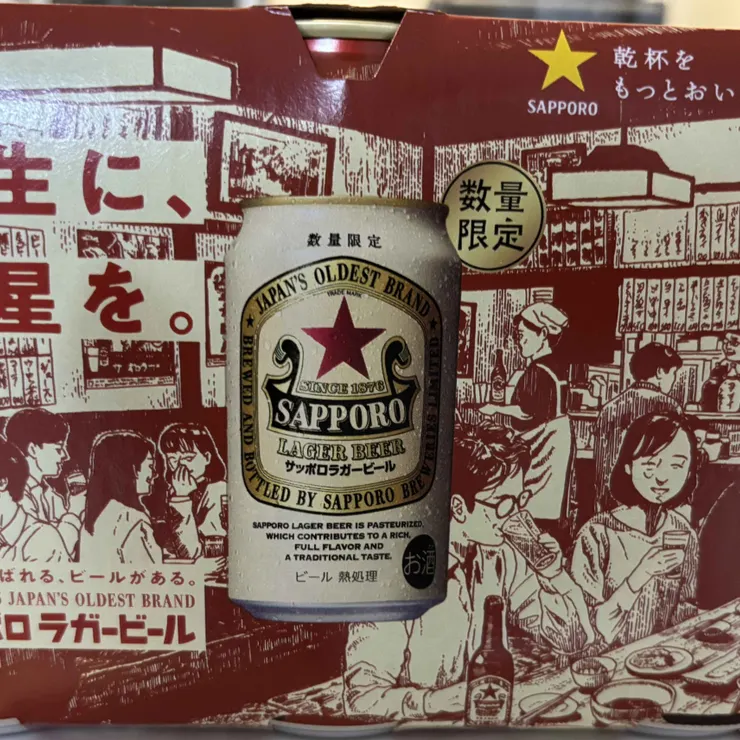 乾杯を
もっとおい
SAPPORO
生に、
星を。
数量
限定
数量限定
JAPAN'S OLDEST BRAND
TRADE MARK
SINCE 1876
SAPPORO
LAGER BEER
サッポロラガービール
BREWED AND BOTTLED BY SAPPORO BREWERIES LIMITED
SAPPORO LAGER BEER IS PASTEURIZED,
WHICH CONTRIBUTES TO A RICH,
FULL FLAVOR AND
A TRADITIONAL TASTE.
ビール 熱処理
お酒
ばれる、ビールがある。
JAPAN'S OLDEST BRAND
ポロ ラガービール